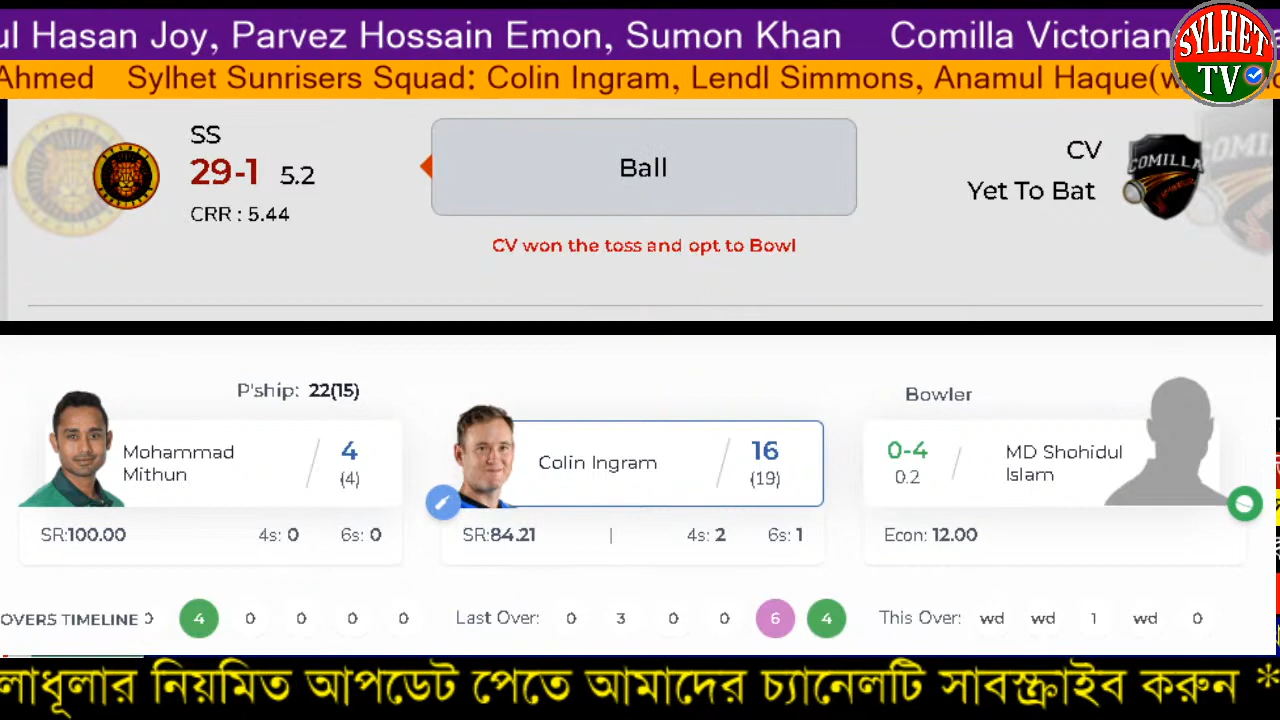 ul Hasan Joy, Parvez Hossain Emon, Sumon Khan Comilla Victorian
SYLHET
TV
Ahmed Sylhet Sunrisers Squad: Colin Ingram, Lendl Simmons, Anamul Haque(w
SS
29-1 5.2
CRR : 5.44
Ball
CV won the toss and opt to Bowl
CV
Yet To Bat
COMILLA
P'ship: 22(15)
Mohammad Mithun
4
(4)
SR:100.00 4s: 0 6s: 0
Colin Ingram
16
(19)
SR:84.21 | 4s: 2 6s: 1
Bowler
0-4
0.2
MD Shohidul Islam
Econ: 12.00
OVERS TIMELINE 0 4 0 0 0 0 Last Over: 0 3 0 0 6 4 This Over: wd wd 1 wd 0
লাধূলার নিয়মিত আপডেট পেতে আমাদের চ্যানেলটি সাবস্ক্রাইব করুন *